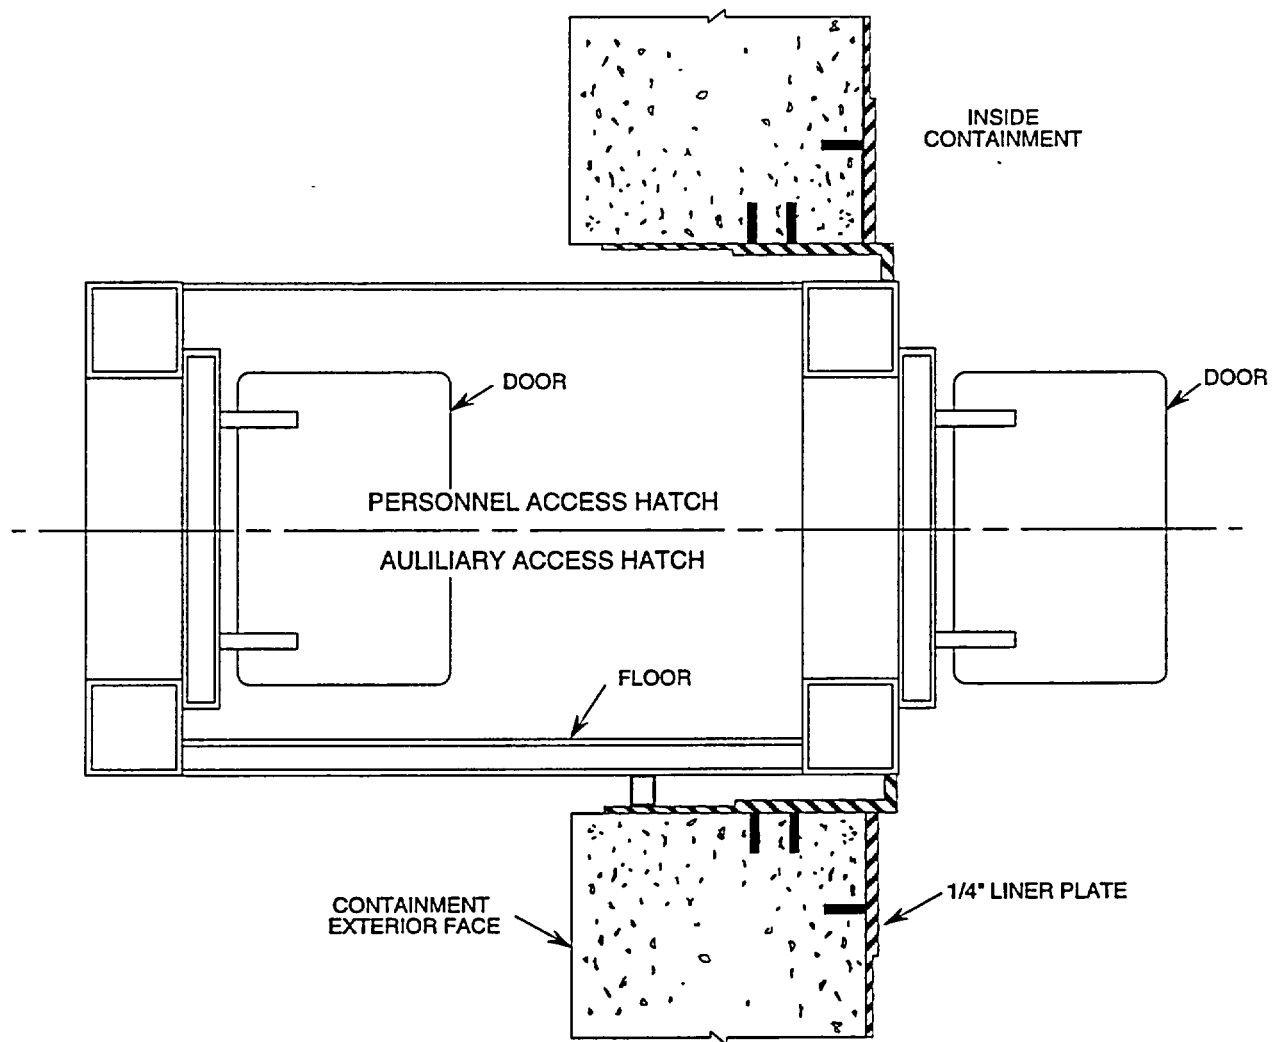 INSIDE
CONTAINMENT
DOOR
DOOR
PERSONNEL ACCESS HATCH
AULILIARY ACCESS HATCH
FLOOR
1/4" LINER PLATE
CONTAINMENT
EXTERIOR FACE